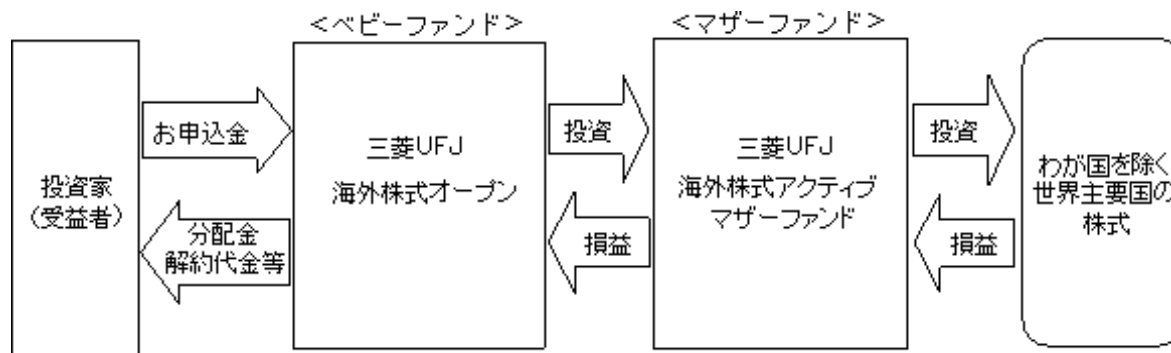 <ベビーファンド>
<マザーファンド>
投資家
(受益者)
お申込金
分配金
解約代金等
三菱UFJ
海外株式オープン
投資
損益
三菱UFJ
海外株式アクティブ
マザーファンド
投資
損益
わが国を除く
世界主要国の
株式